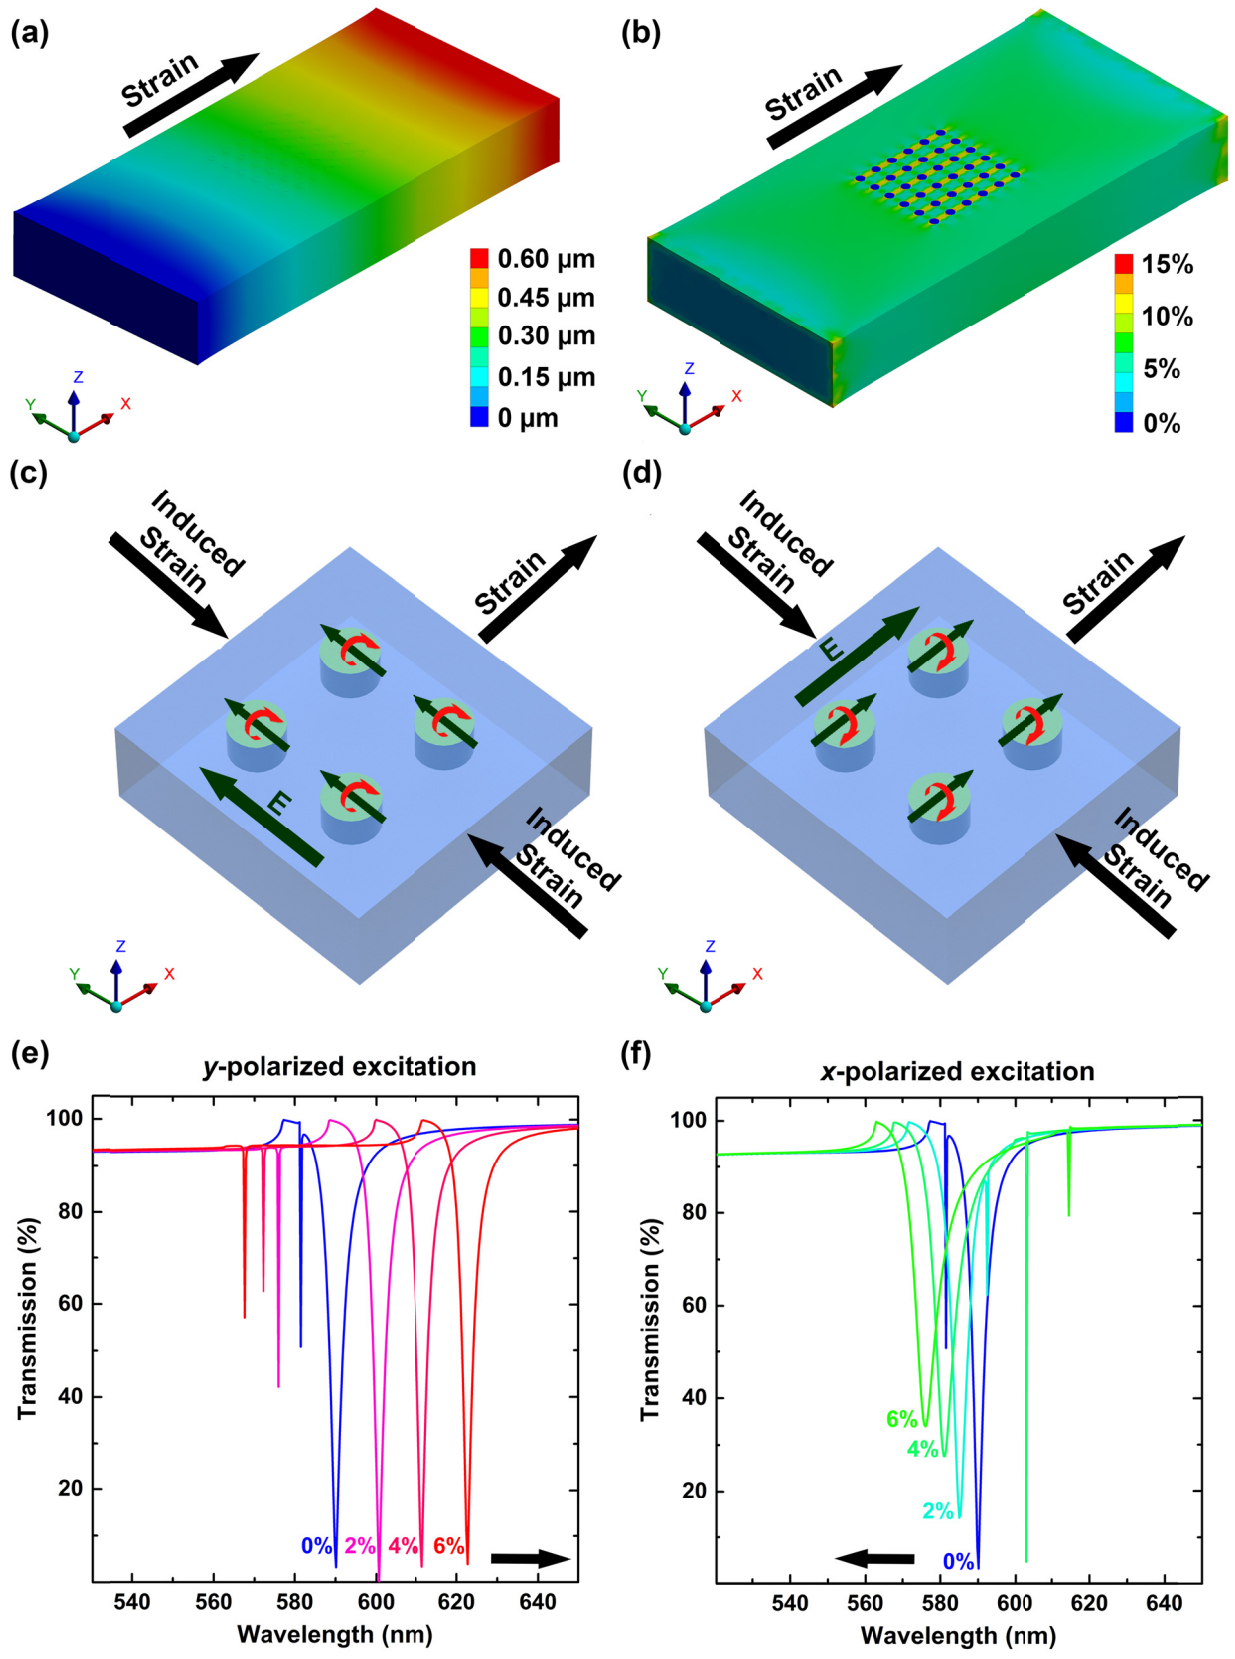 (a)
Strain
0.60 µm
0.45 µm
0.30 µm
0.15 µm
0 µm
Z
Y
X
(b)
Strain
15%
10%
5%
0%
Z
Y
X
(c)
Induced
Strain
Strain
E
Induced
Strain
Z
Y
X
(d)
Induced
Strain
Strain
E
Induced
Strain
Z
Y
X
(e)
y-polarized excitation
Transmission (%)
100
80
60
40
20
0% 2% 4% 6%
540 560 580 600 620 640
Wavelength (nm)
(f)
x-polarized excitation
Transmission (%)
100
80
60
40
20
6%
4%
2%
0%
540 560 580 600 620 640
Wavelength (nm)